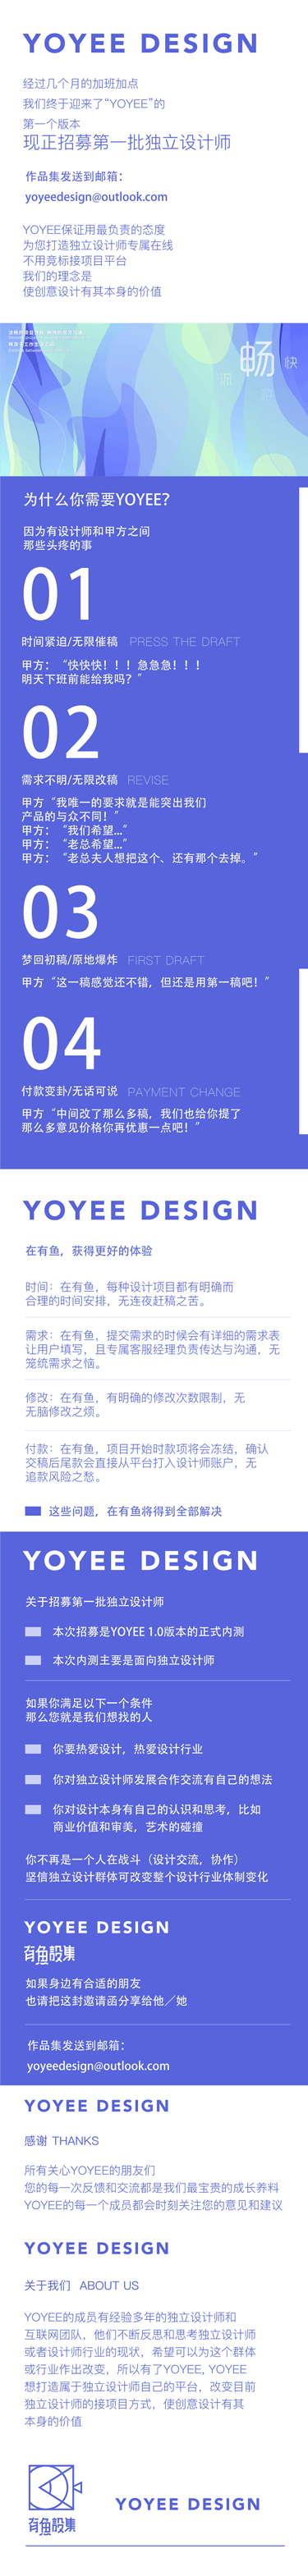 YOYEE DESIGN
经过几个月的加班加点
我们终于迎来了“YOYEE”的
第一个版本
现正招募第一批独立设计师
作品集发送到邮箱：
yoyeedesign@outlook.com
YOYEE保证用最负责的态度
为您打造独立设计师专属在线
不用竞标接项目平台
我们的理念是
使创意设计有其本身的价值
畅
快
流
为什么你需要YOYEE?
因为有设计师和甲方之间
那些头疼的事
01
时间紧迫/无限催稿 PRESS THE DRAFT
甲方：“快快快！！！急急急！！！
明天下班前能给我吗？”
02
需求不明/无限改稿 REVISE
甲方“我唯一的要求就是能突出我们
产品的与众不同！”
甲方：“我们希望...”
甲方：“老总希望...”
甲方：“老总夫人想把这个、还有那个去掉。”
03
梦回初稿/原地爆炸 FIRST DRAFT
甲方“这一稿感觉还不错，但还是用第一稿吧！”
04
付款变卦/无话可说 PAYMENT CHANGE
甲方“中间改了那么多稿，我们也给你提了
那么多意见价格你再优惠一点吧！”
YOYEE DESIGN
在有鱼，获得更好的体验
时间：在有鱼，每种设计项目都有明确而
合理的时间安排，无连夜赶稿之苦。
需求：在有鱼，提交需求的时候会有详细的需求表
让用户填写，且专属客服经理负责传达与沟通，无
笼统需求之恼。
修改：在有鱼，有明确的修改次数限制，无
无脑修改之烦。
付款：在有鱼，项目开始时款项将会冻结，确认
交稿后尾款会直接从平台打入设计师账户，无
追款风险之愁。
这些问题，在有鱼将得到全部解决
YOYEE DESIGN
关于招募第一批独立设计师
本次招募是YOYEE 1.0版本的正式内测
本次内测主要是面向独立设计师
如果你满足以下一个条件
那么您就是我们想找的人
你要热爱设计，热爱设计行业
你对独立设计师发展合作交流有自己的想法
你对设计本身有自己的认识和思考，比如
商业价值和审美，艺术的碰撞
你不再是一个人在战斗（设计交流，协作）
坚信独立设计群体可改变整个设计行业体制变化
YOYEE DESIGN
有鱼设集
如果身边有合适的朋友
也请把这封邀请函分享给他／她
作品集发送到邮箱：
yoyeedesign@outlook.com
YOYEE DESIGN
感谢 THANKS
所有关心YOYEE的朋友们
您的每一次反馈和交流都是我们最宝贵的成长养料
YOYEE的每一个成员都会时刻关注您的意见和建议
YOYEE DESIGN
关于我们 ABOUT US
YOYEE的成员有经验多年的独立设计师和
互联网团队，他们不断反思和思考独立设计师
或者设计师行业的现状，希望可以为这个群体
或行业作出改变，所以有了YOYEE, YOYEE
想打造属于独立设计师自己的平台，改变目前
独立设计师的接项目方式，使创意设计有其
本身的价值
有鱼設集
YOYEE DESIGN